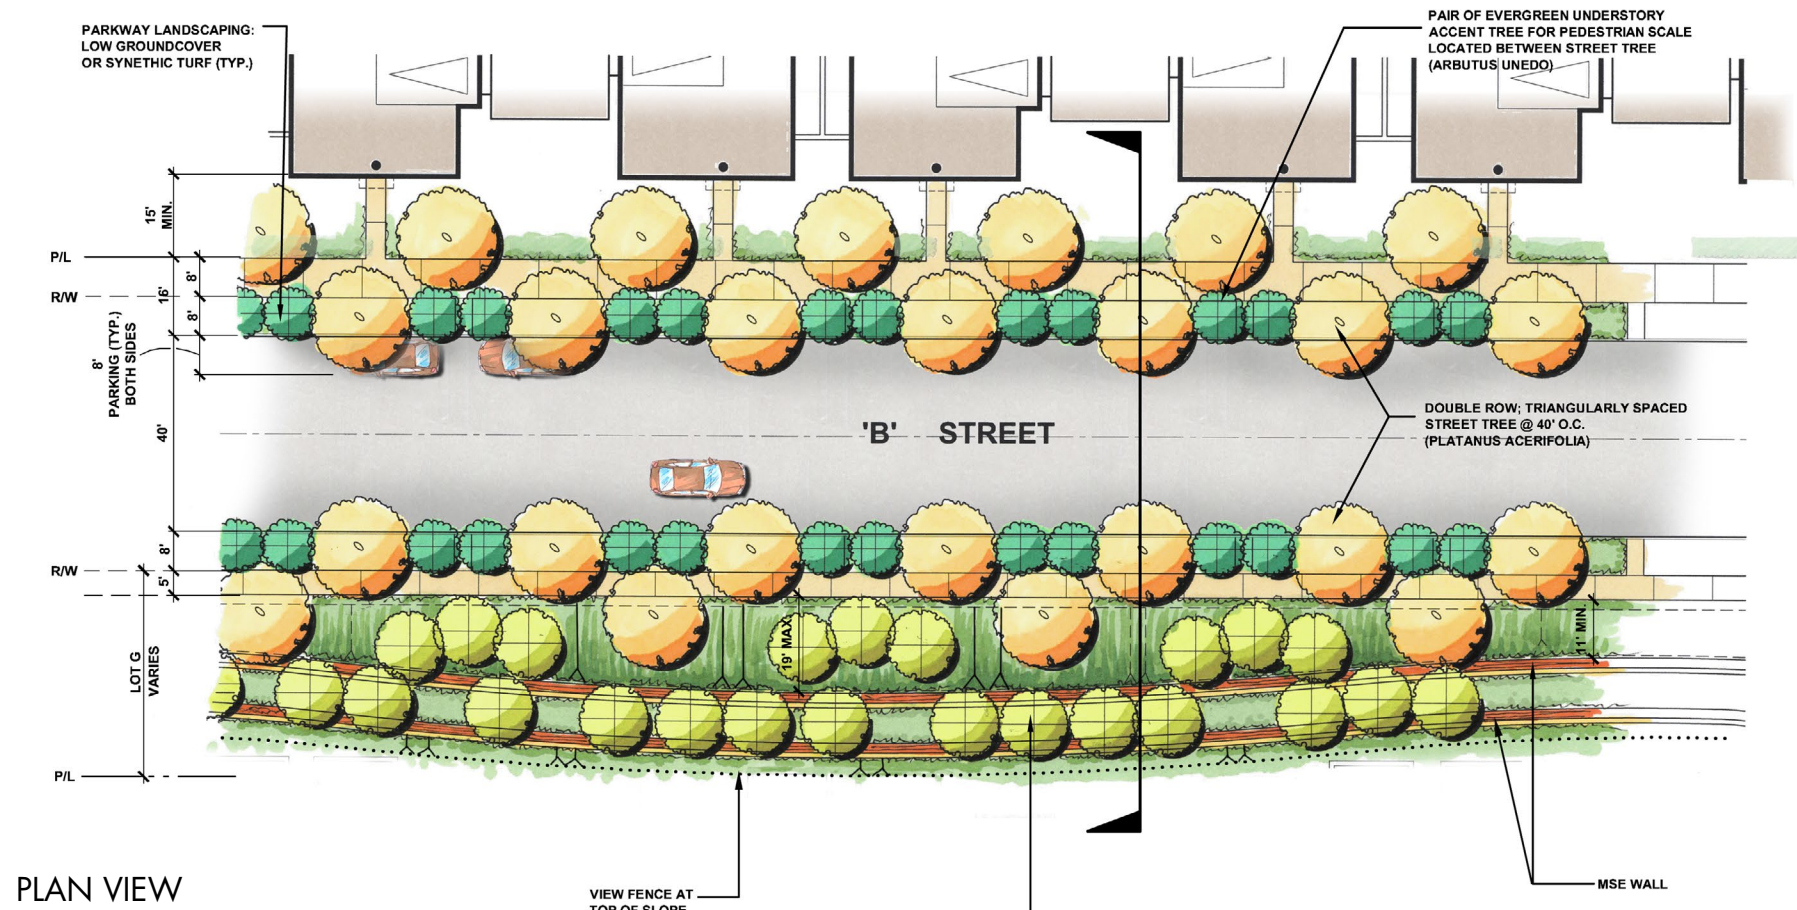 PARKWAY LANDSCAPING:
LOW GROUNDCOVER
OR SYNETHIC TURF (TYP.)
PAIR OF EVERGREEN UNDERSTORY
ACCENT TREE FOR PEDESTRIAN SCALE
LOCATED BETWEEN STREET TREE
(ARBUTUS UNEDO)
15'
MIN.
P/L
8'
16'
R/W
8'
8'
PARKING (TYP.)
BOTH SIDES
40'
'B' STREET
DOUBLE ROW; TRIANGULARLY SPACED
STREET TREE @ 40' O.C.
(PLATANUS ACERIFOLIA)
8'
R/W
5'
19' MAX.
11' MIN.
LOT G
VARIES
P/L
PLAN VIEW
VIEW FENCE AT
TOP OF SLOPE
MSE WALL